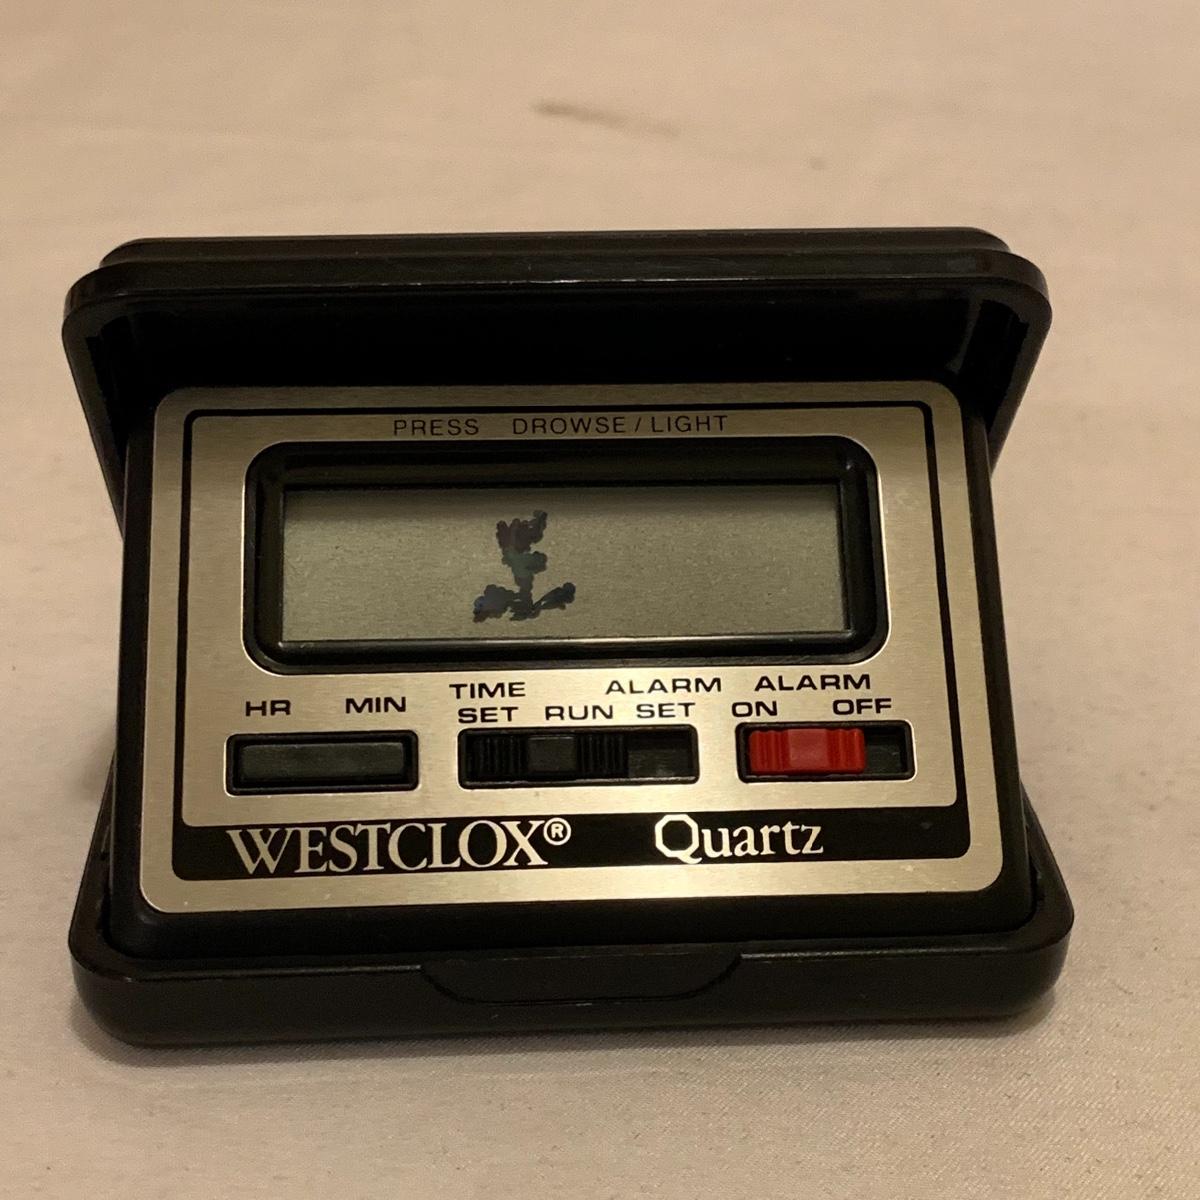 PRESS DROWSE / LIGHT
HR MIN TIME SET RUN ALARM SET ALARM ON OFF
WESTCLOX® Quartz